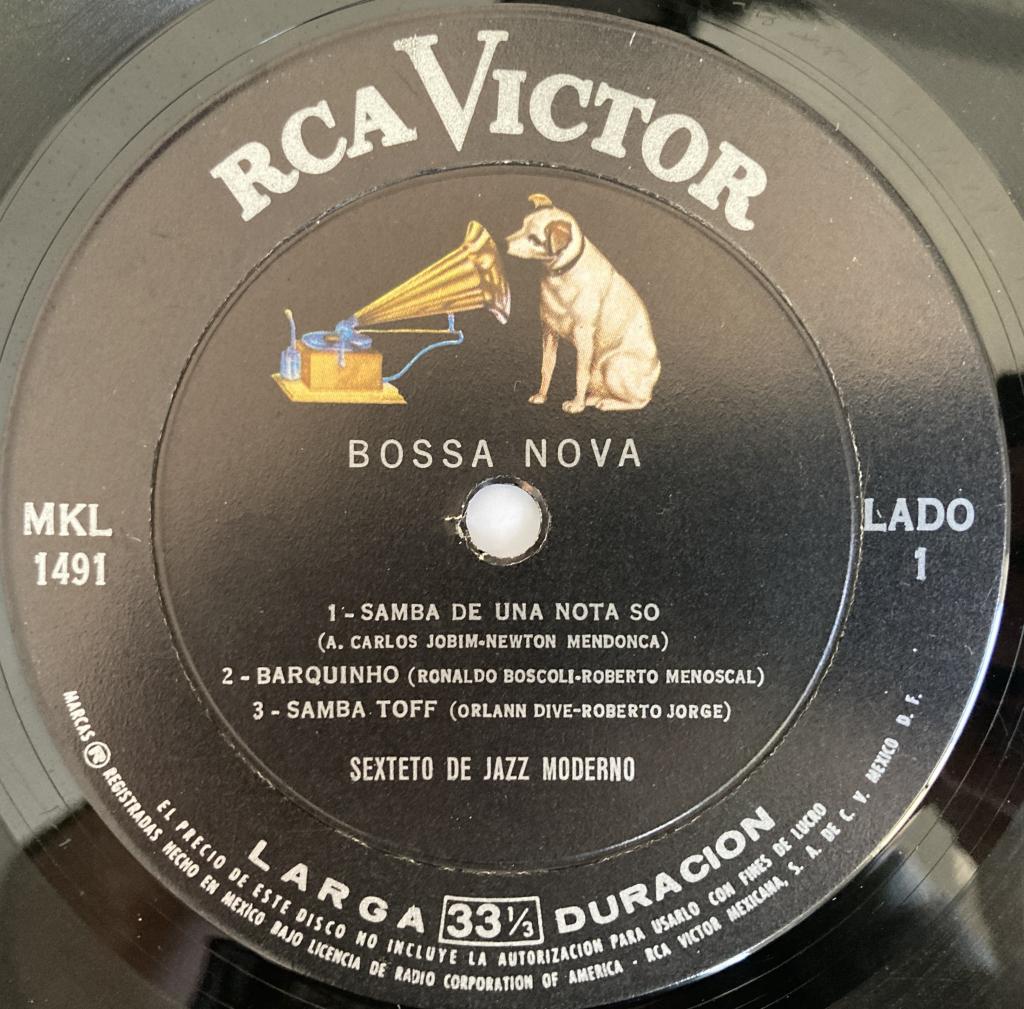 RCA VICTOR
BOSSA NOVA
MKL
1491
LADO
1
1 - SAMBA DE UNA NOTA SO
(A. CARLOS JOBIM-NEWTON MENDONCA)
2 - BARQUINHO (RONALDO BOSCOLI-ROBERTO MENOSCAL)
3 - SAMBA TOFF (ORLANN DIVE-ROBERTO JORGE)
SEXTETO DE JAZZ MODERNO
LARGA 33 1/3 DURACION
EL PRECIO DE ESTE DISCO NO INCLUYE LA AUTORIZACION PARA USARLO CON FINES DE LUCRO
MARCAS ® REGISTRADAS HECHO EN MEXICO BAJO LICENCIA DE RADIO CORPORATION OF AMERICA - RCA VICTOR MEXICANA, S. A. DE C. V. MEXICO D. F.